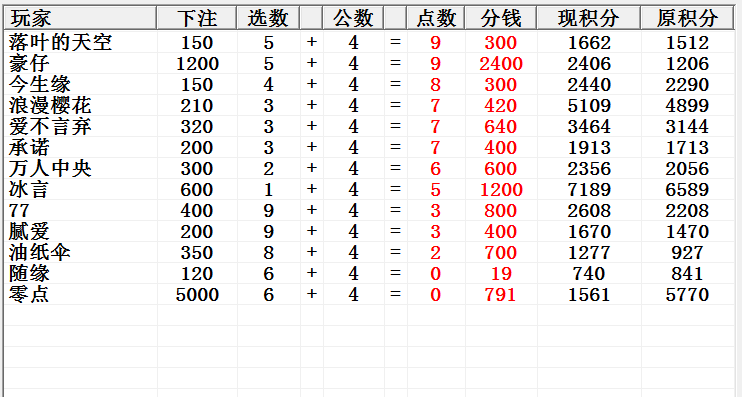 玩家 下注 选数 公数 点数 分钱 现积分 原积分
落叶的天空 150 5 + 4 = 9 300 1662 1512
豪仔 1200 5 + 4 = 9 2400 2406 1206
今生缘 150 4 + 4 = 8 300 2440 2290
浪漫樱花 210 3 + 4 = 7 420 5109 4899
爱不言弃 320 3 + 4 = 7 640 3464 3144
承诺 200 3 + 4 = 7 400 1913 1713
万人中央 300 2 + 4 = 6 600 2356 2056
冰言 600 1 + 4 = 5 1200 7189 6589
77 400 9 + 4 = 3 800 2608 2208
腻爱 200 9 + 4 = 3 400 1670 1470
油纸伞 350 8 + 4 = 2 700 1277 927
随缘 120 6 + 4 = 0 19 740 841
零点 5000 6 + 4 = 0 791 1561 5770